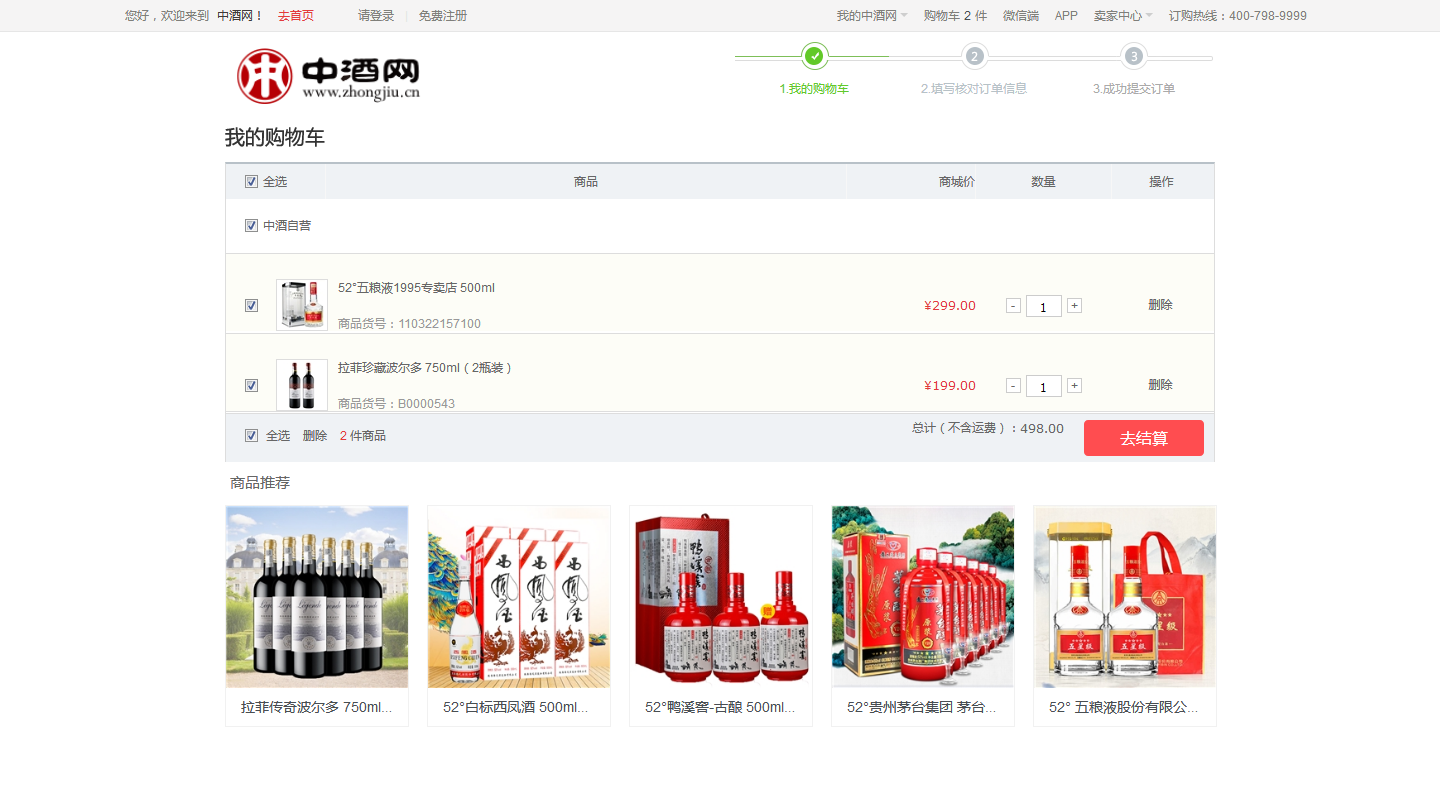 您好，欢迎来到 中酒网！ 去首页 请登录 免费注册 我的中酒网 购物车 2 件 微信端 APP 卖家中心 订购热线：400-798-9999
中酒网
www.zhongjiu.cn
2 3
1.我的购物车 2.填写核对订单信息 3.成功提交订单
我的购物车
全选 商品 商城价 数量 操作
中酒自营
52°五粮液1995专卖店 500ml
¥299.00 - 1 + 删除
商品货号：110322157100
拉菲珍藏波尔多 750ml（2瓶装）
¥199.00 - 1 + 删除
商品货号：B0000543
全选 删除 2 件商品 总计（不含运费）：498.00 去结算
商品推荐
拉菲传奇波尔多 750ml... 52°白标西凤酒 500ml... 52°鸭溪窖-古酿 500ml... 52°贵州茅台集团 茅台... 52° 五粮液股份有限公...